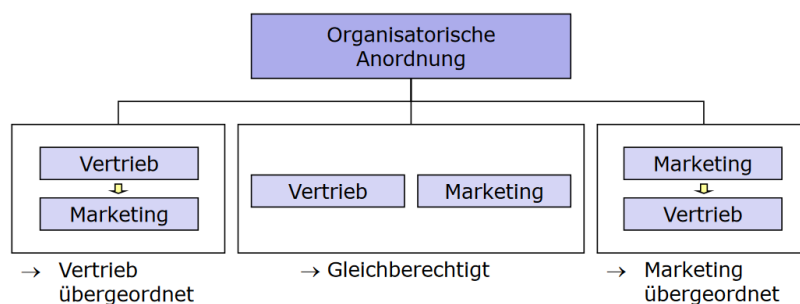 Organisatorische
Anordnung
Vertrieb
Marketing
→ Vertrieb
übergeordnet
Vertrieb
Marketing
→ Gleichberechtigt
Marketing
Vertrieb
→ Marketing
übergeordnet